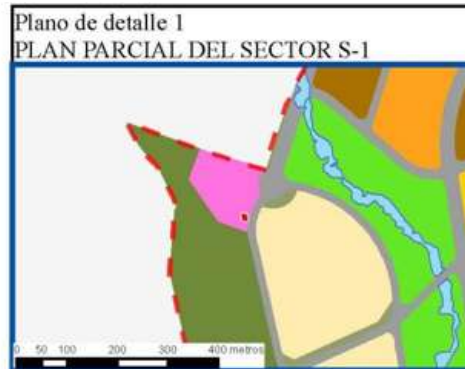 Plano de detalle 1
PLAN PARCIAL DEL SECTOR S-1
0 50 100 200 300 400 metros